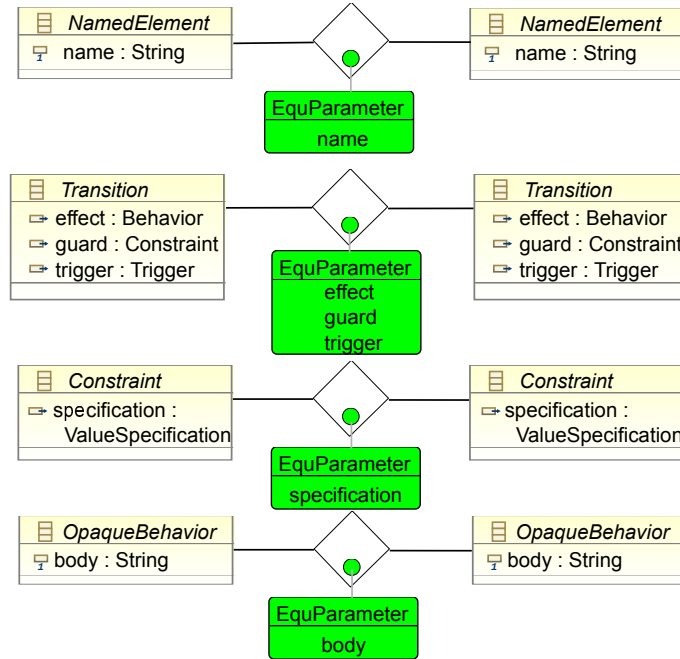 NamedElement
name : String
NamedElement
name : String
EquParameter
name
Transition
effect : Behavior
guard : Constraint
trigger : Trigger
Transition
effect : Behavior
guard : Constraint
trigger : Trigger
EquParameter
effect
guard
trigger
Constraint
specification :
ValueSpecification
Constraint
specification :
ValueSpecification
EquParameter
specification
OpaqueBehavior
1 body : String
OpaqueBehavior
1 body : String
EquParameter
body